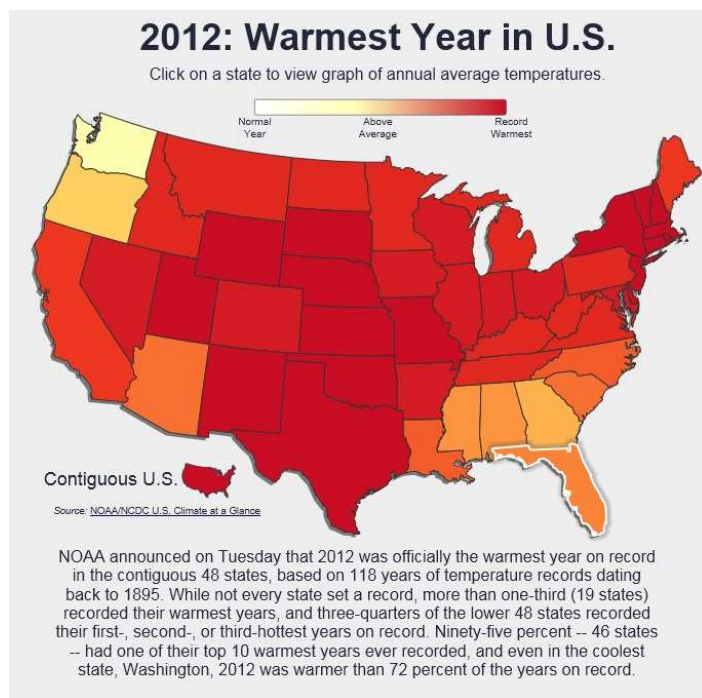 2012: Warmest Year in U.S.
Click on a state to view graph of annual average temperatures.
Normal Year
Above Average
Record Warmest
Contiguous U.S.
Source: NOAA/NCDC U.S. Climate at a Glance
NOAA announced on Tuesday that 2012 was officially the warmest year on record
in the contiguous 48 states, based on 118 years of temperature records dating
back to 1895. While not every state set a record, more than one-third (19 states)
recorded their warmest years, and three-quarters of the lower 48 states recorded
their first-, second-, or third-hottest years on record. Ninety-five percent -- 46 states
-- had one of their top 10 warmest years ever recorded, and even in the coolest
state, Washington, 2012 was warmer than 72 percent of the years on record.